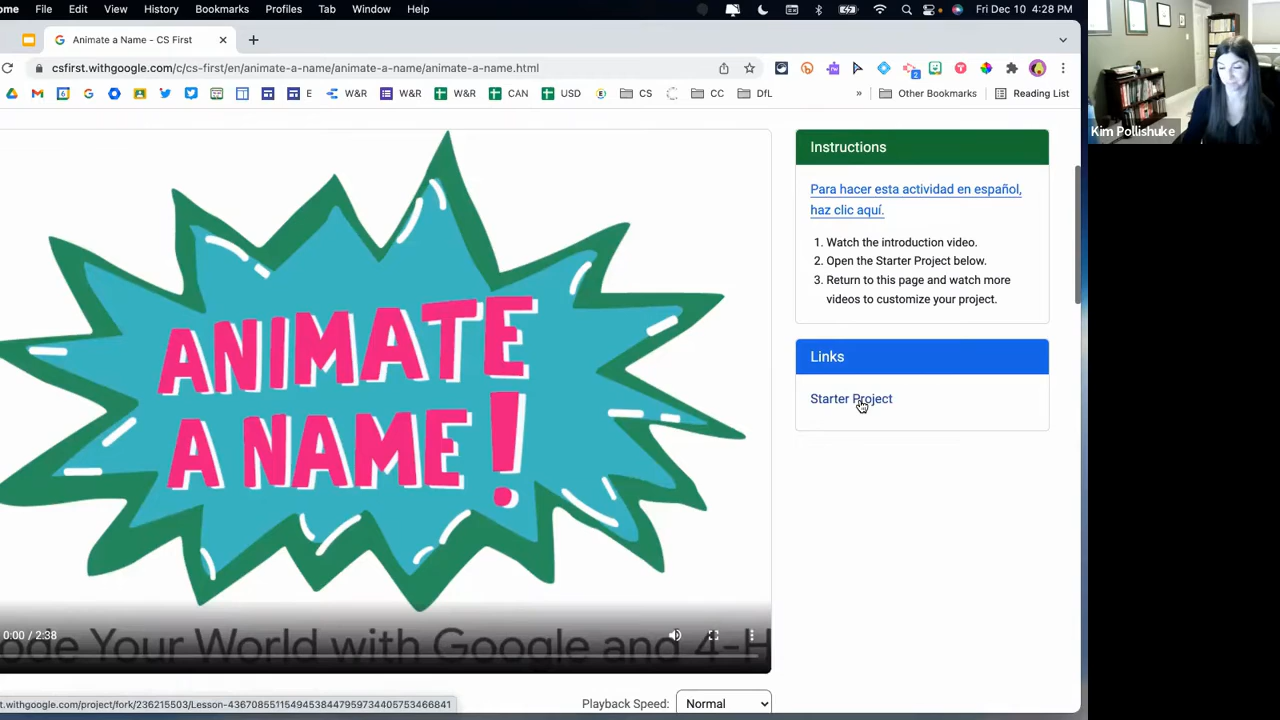 ome File Edit View History Bookmarks Profiles Tab Window Help Fri Dec 10 4:28 PM
Animate a Name - CS First
csfirst.withgoogle.com/c/cs-first/en/animate-a-name/animate-a-name/animate-a-name.html
2
6 E W&R W&R W&R CAN USD CS CC DfL » Other Bookmarks Reading List
Kim Pollishuke
ANIMATE
A NAME!
Instructions
Para hacer esta actividad en español,
haz clic aquí.
1. Watch the introduction video.
2. Open the Starter Project below.
3. Return to this page and watch more
videos to customize your project.
Links
Starter Project
0:00 / 2:38
ode Your World with Google and 4-H
t.withgoogle.com/project/fork/236215503/Lesson-43670855115494538447959734405753466841
Playback Speed: Normal